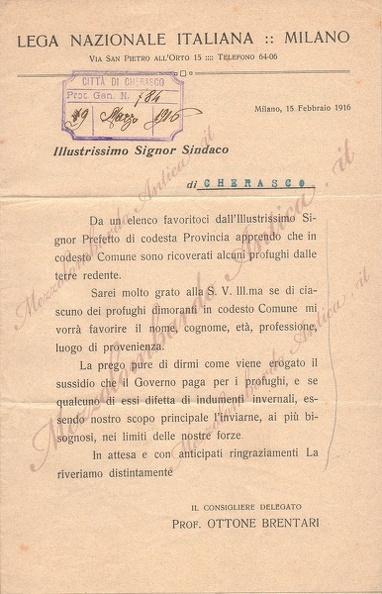 LEGA NAZIONALE ITALIANA :: MILANO
VIA SAN PIETRO ALL'ORTO 15 :::: TELEFONO 64-06
CITTÀ DI CHERASCO
Prot. Gen. N. 784
19 Marzo 1916
Milano, 15 Febbraio 1916
Illustrissimo Signor Sindaco
di CHERASCO.
Da un elenco favoritoci dall'Illustrissimo Si-
gnor Prefetto di codesta Provincia apprendo che in
codesto Comune sono ricoverati alcuni profughi dalle
terre redente.
Sarei molto grato alla S. V. Ill.ma se di cia-
scuno dei profughi dimoranti in codesto Comune mi
vorrà favorire il nome, cognome, età, professione,
luogo di provenienza.
La prego pure di dirmi come viene erogato il
sussidio che il Governo paga per i profughi, e se
qualcuno di essi difetta di indumenti invernali, es-
sendo nostro scopo principale l'inviarne, ai più bi-
sognosi, nei limiti delle nostre forze
In attesa e con anticipati ringraziamenti La
riveriamo distintamente
IL CONSIGLIERE DELEGATO
PROF. OTTONE BRENTARI